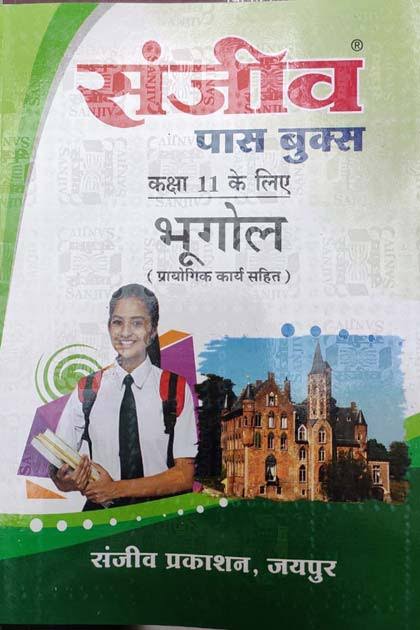 संजीव®
पास बुक्स
कक्षा 11 के लिए
भूगोल
( प्रायोगिक कार्य सहित )
संजीव प्रकाशन, जयपुर